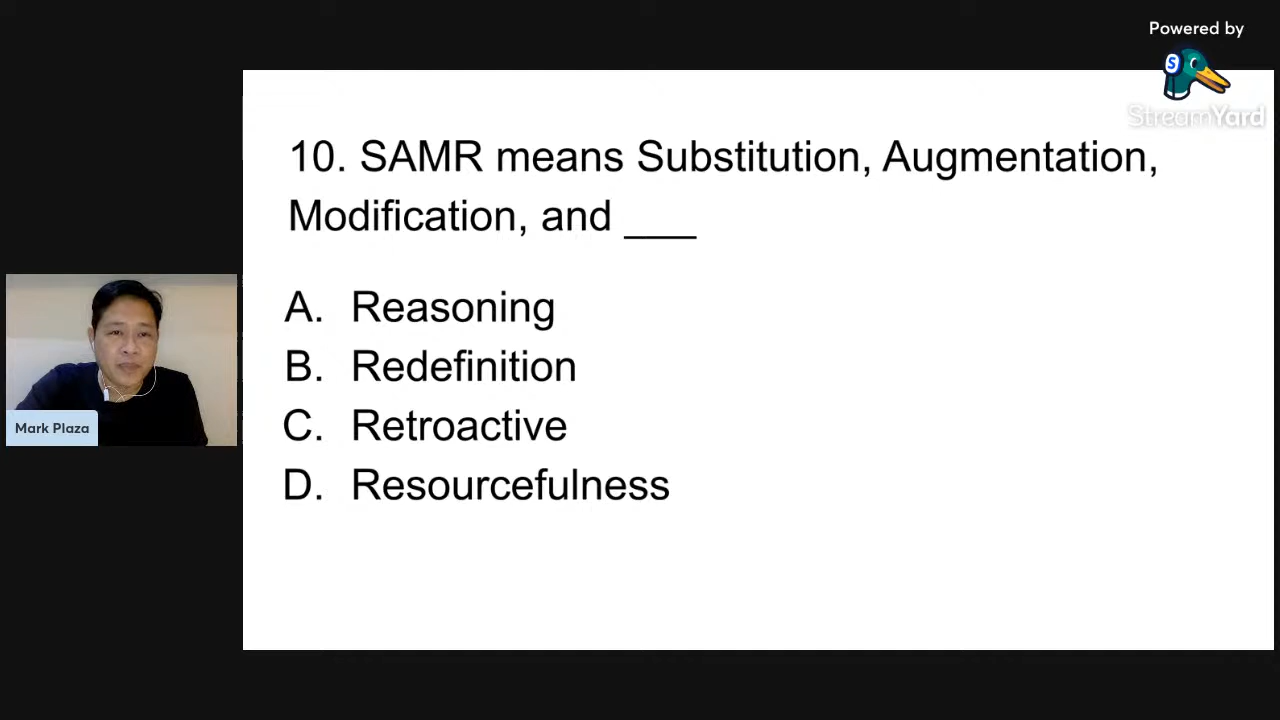 Powered by
S
StreamYard
10. SAMR means Substitution, Augmentation,
Modification, and ___
A. Reasoning
B. Redefinition
C. Retroactive
D. Resourcefulness
Mark Plaza